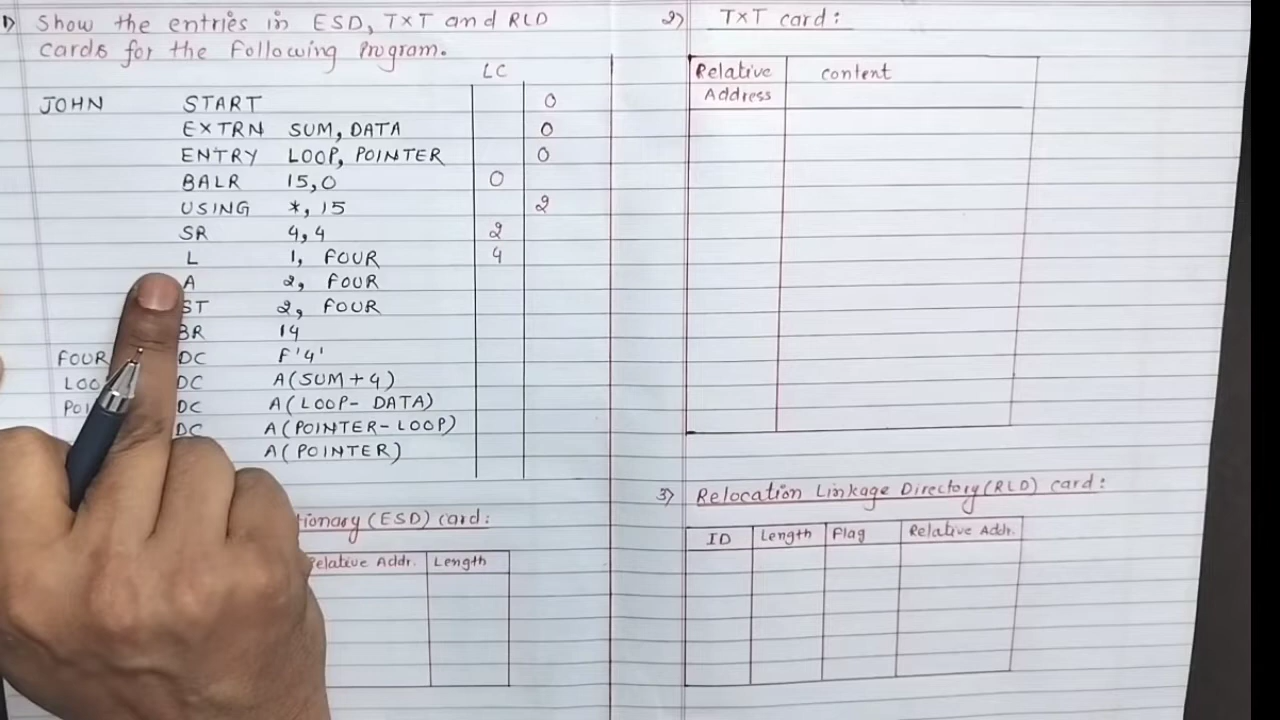 1) Show the entries in ESD, TXT and RLD
cards for the following program.
LC
JOHN START 0
EXTRN SUM, DATA 0
ENTRY LOOP, POINTER 0
BALR 15,0 0
USING *, 15 2
SR 4,4 2
L 1, FOUR 4
A 2, FOUR
ST 2, FOUR
BR 14
FOUR DC F'4'
DC A(SUM+4)
DC A(LOOP- DATA)
DC A(POINTER-LOOP)
A(POINTER)
(ESD) card:
Relative Addr. Length
2) TXT card:
Relative Address content
3) Relocation Linkage Directory(RLD) card:
ID Length Flag Relative Addr.